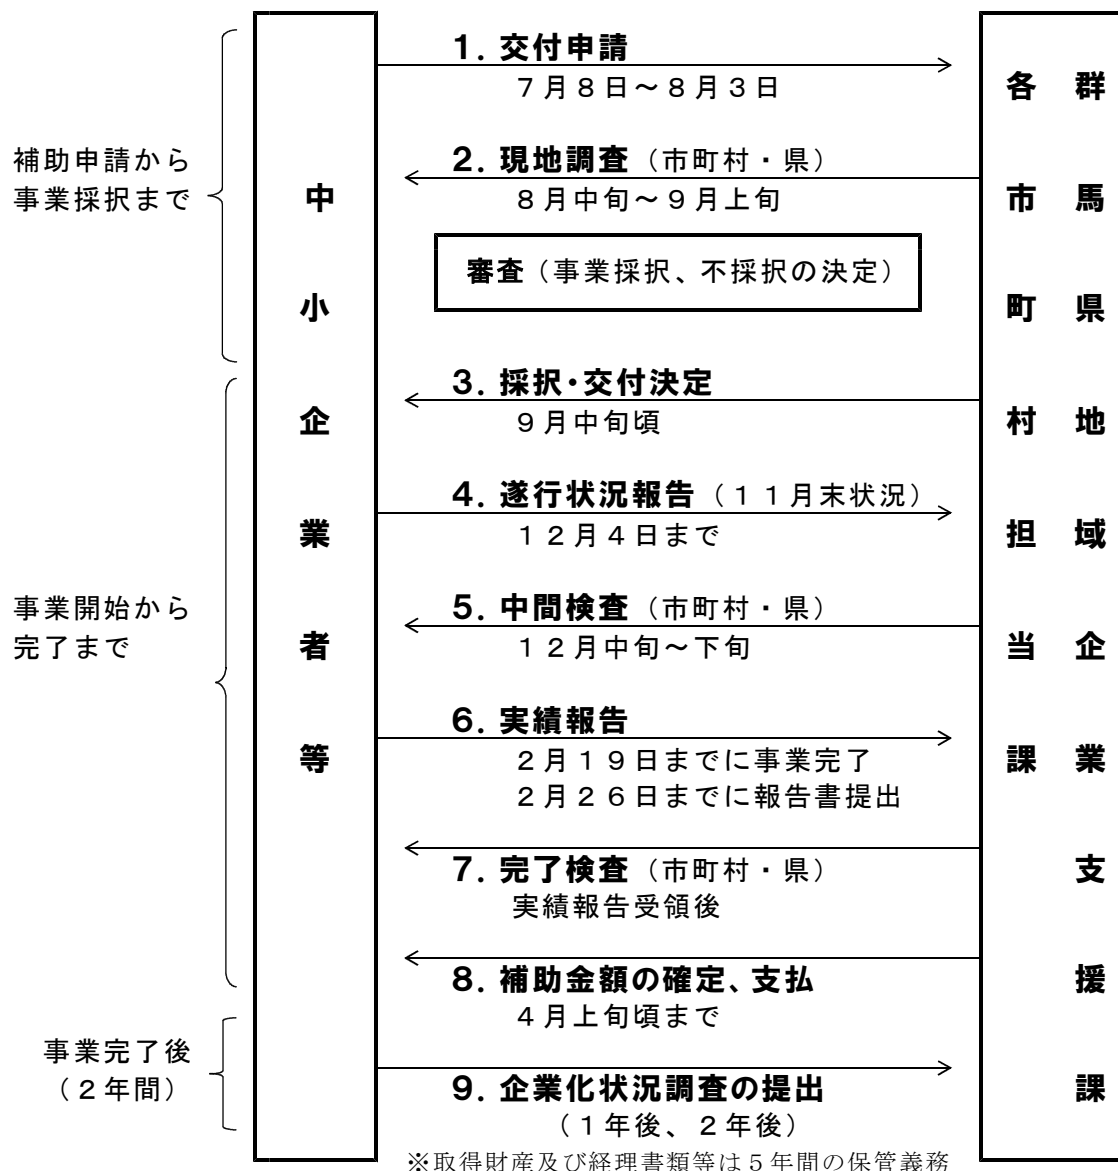 補助申請から
事業採択まで
事業開始から
完了まで
事業完了後
（２年間）
中小企業者等
１．交付申請
７月８日～８月３日
２．現地調査（市町村・県）
８月中旬～９月上旬
審査（事業採択、不採択の決定）
３．採択・交付決定
９月中旬頃
４．遂行状況報告（１１月末状況）
１２月４日まで
５．中間検査（市町村・県）
１２月中旬～下旬
６．実績報告
２月１９日までに事業完了
２月２６日までに報告書提出
７．完了検査（市町村・県）
実績報告受領後
８．補助金額の確定、支払
４月上旬頃まで
９．企業化状況調査の提出
（１年後、２年後）
※取得財産及び経理書類等は５年間の保管義務
群馬県地域企業支援課
各市町村担当課